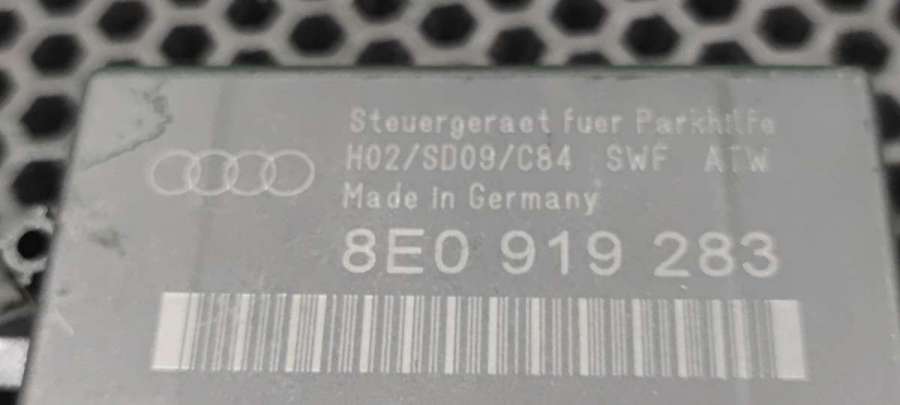 Steuergeraet fuer Parkhilfe
H02/SD09/C84 SWF ATW
Made in Germany
8E0 919 283